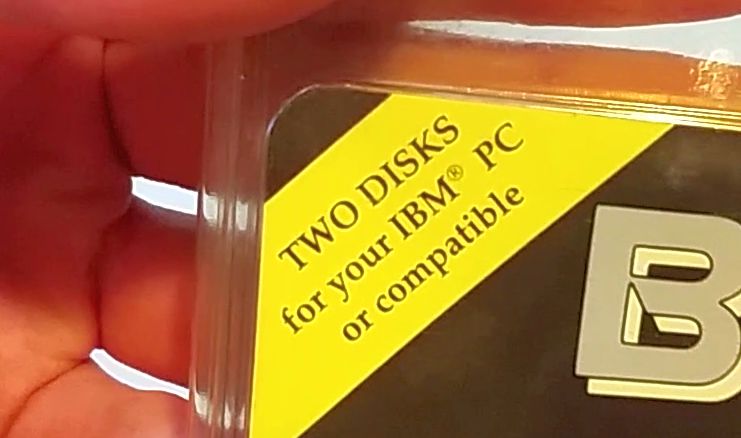 TWO DISKS
for your IBM® PC
or compatible
B